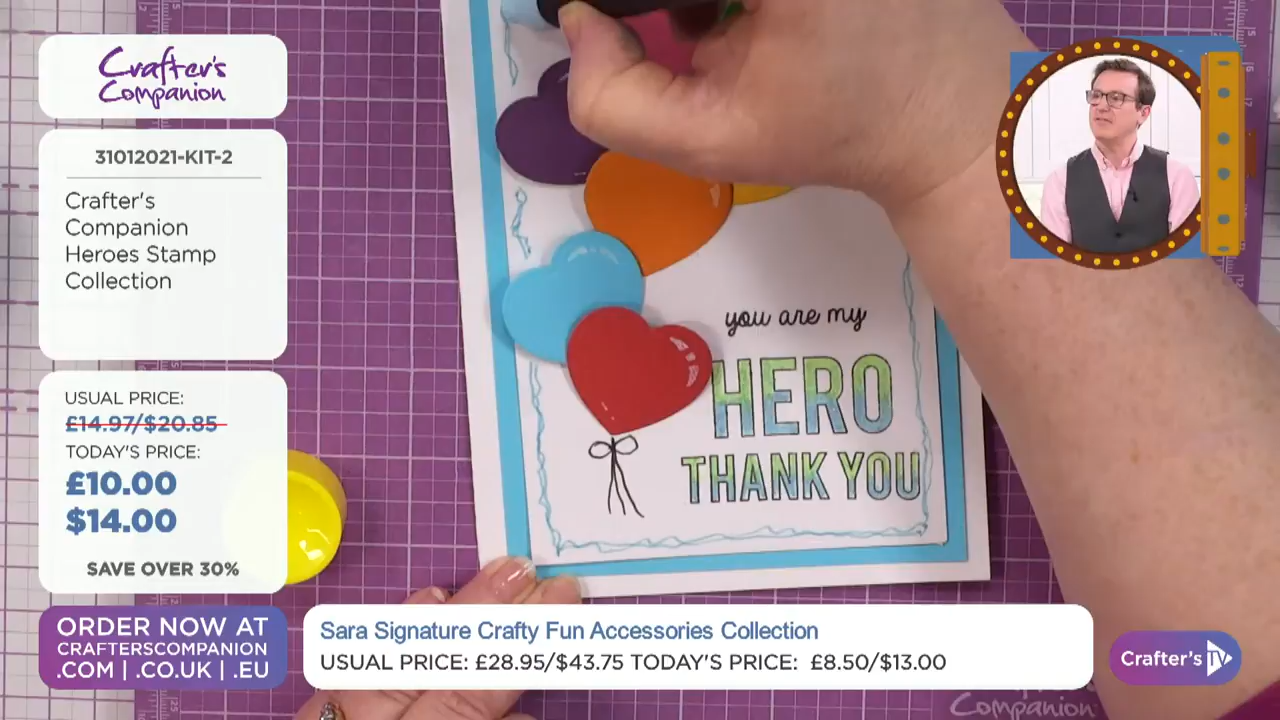 Crafter's
Companion
31012021-KIT-2
Crafter's
Companion
Heroes Stamp
Collection
USUAL PRICE:
£14.97/$20.85
TODAY'S PRICE:
£10.00
$14.00
SAVE OVER 30%
ORDER NOW AT
CRAFTERSCOMPANION
.COM | .CO.UK | .EU
you are my
HERO
THANK YOU
Sara Signature Crafty Fun Accessories Collection
USUAL PRICE: £28.95/$43.75 TODAY'S PRICE: £8.50/$13.00
Crafter's TV
Companion